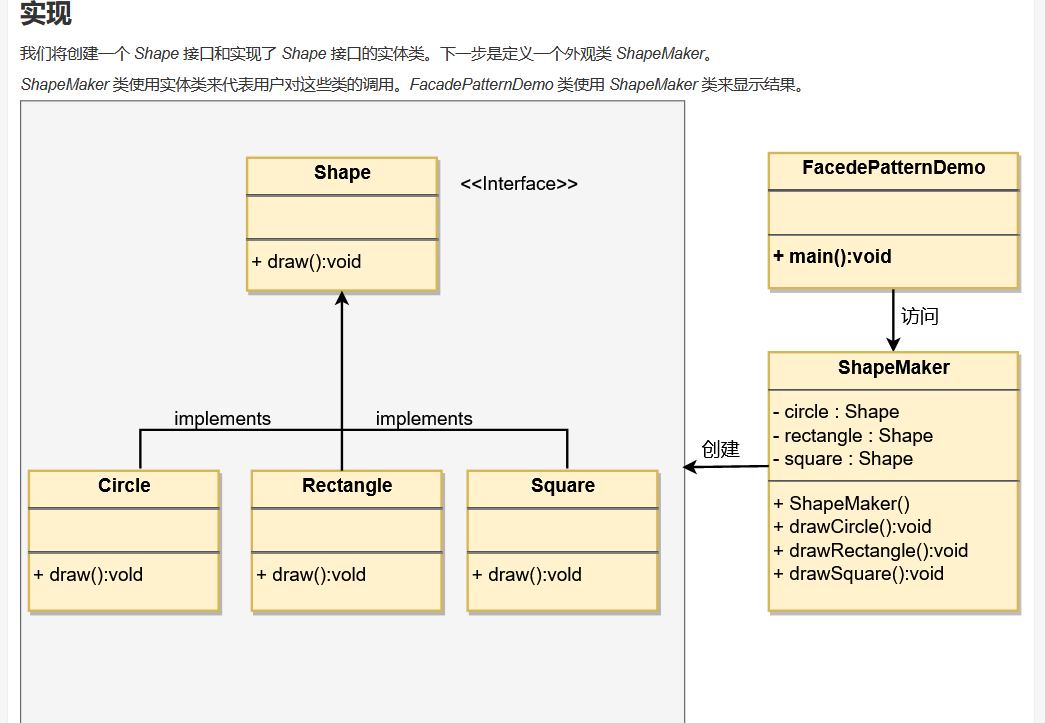 实现
我们将创建一个 Shape 接口和实现了 Shape 接口的实体类。下一步是定义一个外观类 ShapeMaker。
ShapeMaker 类使用实体类来代表用户对这些类的调用。FacadePatternDemo 类使用 ShapeMaker 类来显示结果。
Shape
<<Interface>>
+ draw():void
implements
implements
Circle
+ draw():vold
Rectangle
+ draw():vold
Square
+ draw():vold
FacedePatternDemo
+ main():void
访问
ShapeMaker
- circle : Shape
- rectangle : Shape
- square : Shape
+ ShapeMaker()
+ drawCircle():void
+ drawRectangle():void
+ drawSquare():void
创建